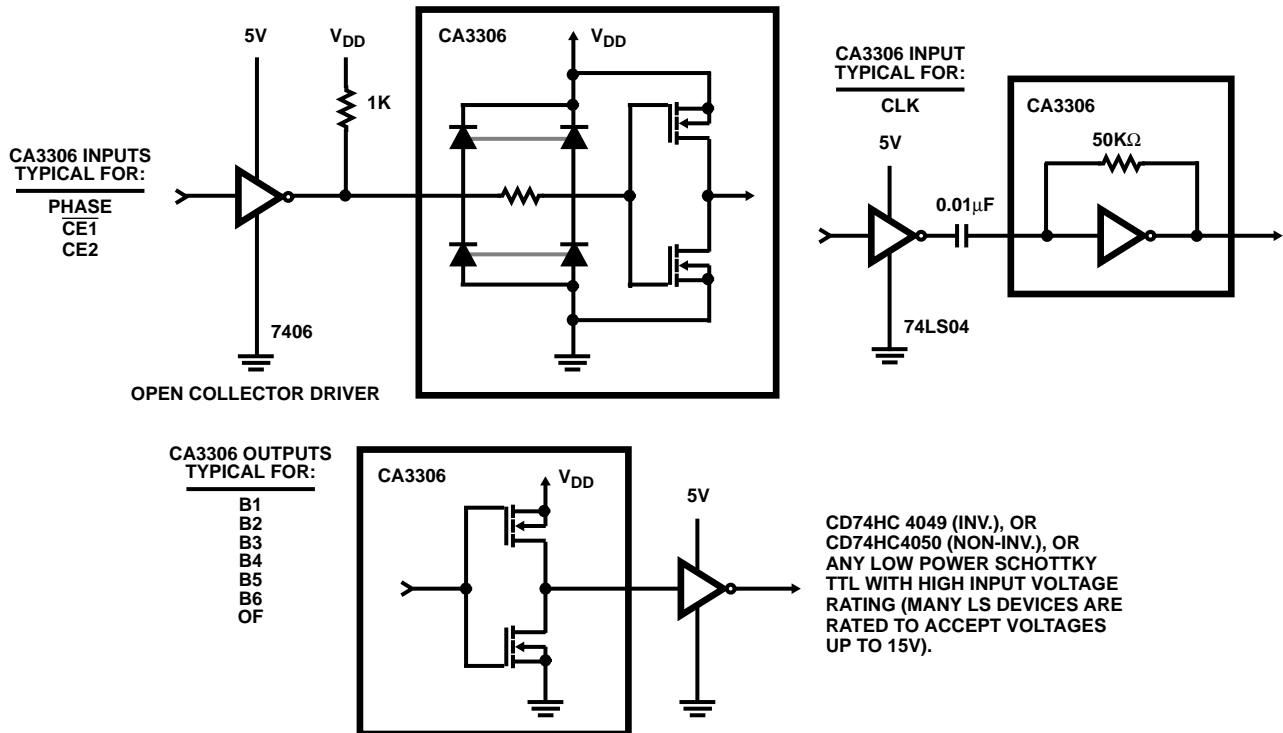 CA3306 INPUTS
TYPICAL FOR:
PHASE
CE1
CE2
5V
VDD
1K
7406
OPEN COLLECTOR DRIVER
CA3306
VDD
CA3306 INPUT
TYPICAL FOR:
CLK
5V
0.01μF
74LS04
CA3306
50KΩ
CA3306 OUTPUTS
TYPICAL FOR:
B1
B2
B3
B4
B5
B6
OF
CA3306
VDD
5V
CD74HC 4049 (INV.), OR
CD74HC4050 (NON-INV.), OR
ANY LOW POWER SCHOTTKY
TTL WITH HIGH INPUT VOLTAGE
RATING (MANY LS DEVICES ARE
RATED TO ACCEPT VOLTAGES
UP TO 15V).